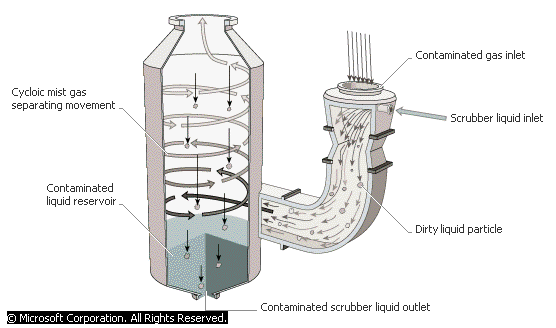 Contaminated gas inlet
Cycloic mist gas
separating movement
Scrubber liquid inlet
Contaminated
liquid reservoir
Dirty liquid particle
Contaminated scrubber liquid outlet
© Microsoft Corporation. All Rights Reserved.